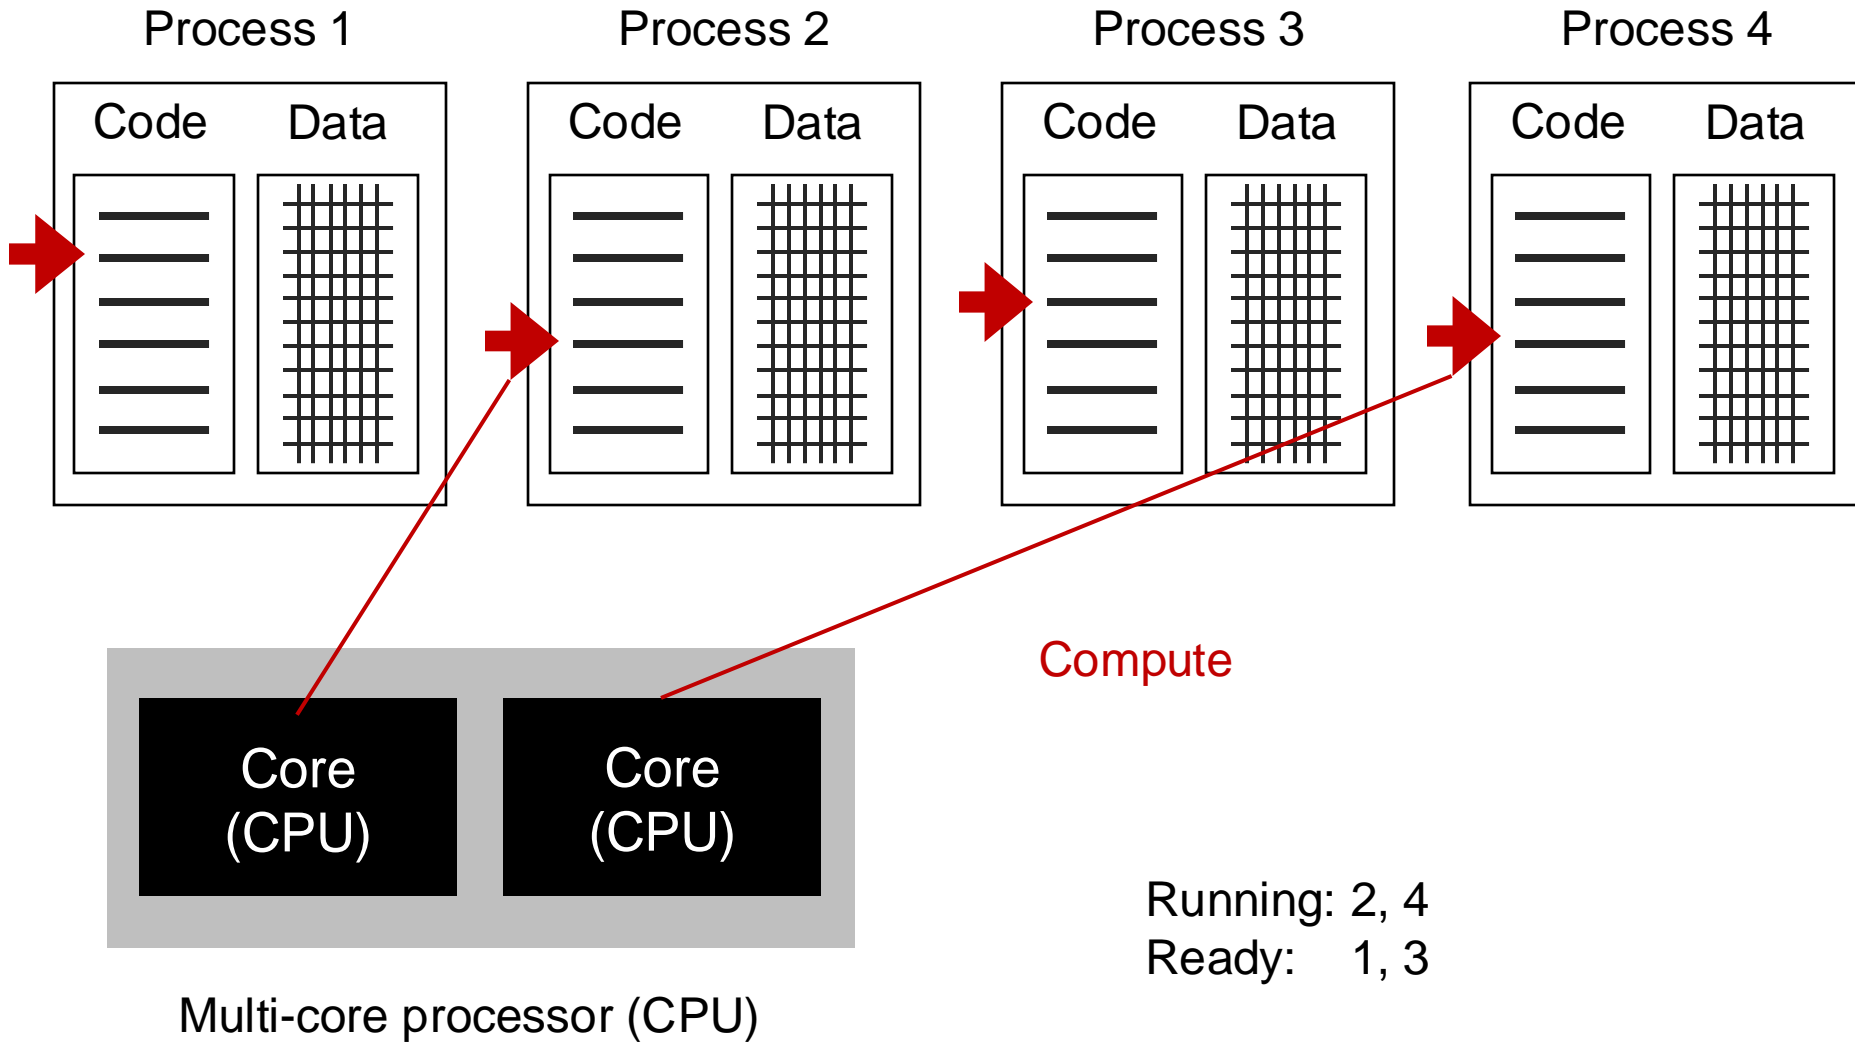 Process 1
Process 2
Process 3
Process 4
Code Data
Code Data
Code Data
Code Data
Compute
Core
(CPU)
Core
(CPU)
Running: 2, 4
Ready: 1, 3
Multi-core processor (CPU)